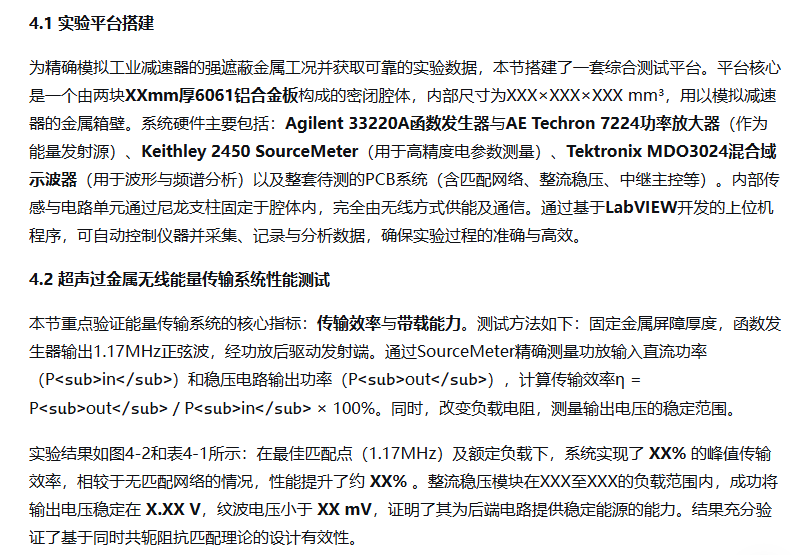 4.1 实验平台搭建
为精确模拟工业减速器的强遮蔽金属工况并获取可靠的实验数据，本节搭建了一套综合测试平台。平台核心
是一个由两块XXmm厚6061铝合金板构成的密闭腔体，内部尺寸为XXX×XXX×XXX mm³，用以模拟减速
器的金属箱壁。系统硬件主要包括：Agilent 33220A函数发生器与AE Techron 7224功率放大器（作为
能量发射源）、Keithley 2450 SourceMeter（用于高精度电参数测量）、Tektronix MDO3024混合域
示波器（用于波形与频谱分析）以及整套待测的PCB系统（含匹配网络、整流稳压、中继主控等）。内部传
感与电路单元通过尼龙支柱固定于腔体内，完全由无线方式供能及通信。通过基于LabVIEW开发的上位机
程序，可自动控制仪器并采集、记录与分析数据，确保实验过程的准确与高效。
4.2 超声过金属无线能量传输系统性能测试
本节重点验证能量传输系统的核心指标：传输效率与带载能力。测试方法如下：固定金属屏障厚度，函数发
生器输出1.17MHz正弦波，经功放后驱动发射端。通过SourceMeter精确测量功放输入直流功率
（P<sub>in</sub>）和稳压电路输出功率（P<sub>out</sub>），计算传输效率η =
P<sub>out</sub> / P<sub>in</sub> × 100%。同时，改变负载电阻，测量输出电压的稳定范围。
实验结果如图4-2和表4-1所示：在最佳匹配点（1.17MHz）及额定负载下，系统实现了 XX% 的峰值传输
效率，相较于无匹配网络的情况，性能提升了约 XX% 。整流稳压模块在XXX至XXX的负载范围内，成功将
输出电压稳定在 X.XX V，纹波电压小于 XX mV，证明了其为后端电路提供稳定能源的能力。结果充分验
证了基于同时共轭阻抗匹配理论的设计有效性。